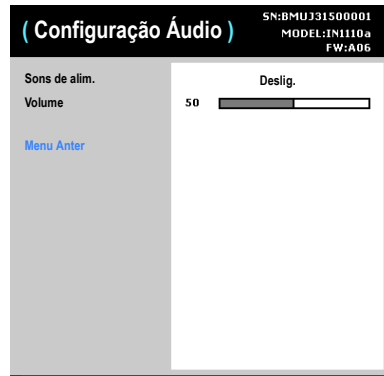 ( Configuração Áudio )
SN:BMUJ31500001
MODEL:IN1110a
FW:A06
Sons de alim. Deslig.
Volume 50
Menu Anter